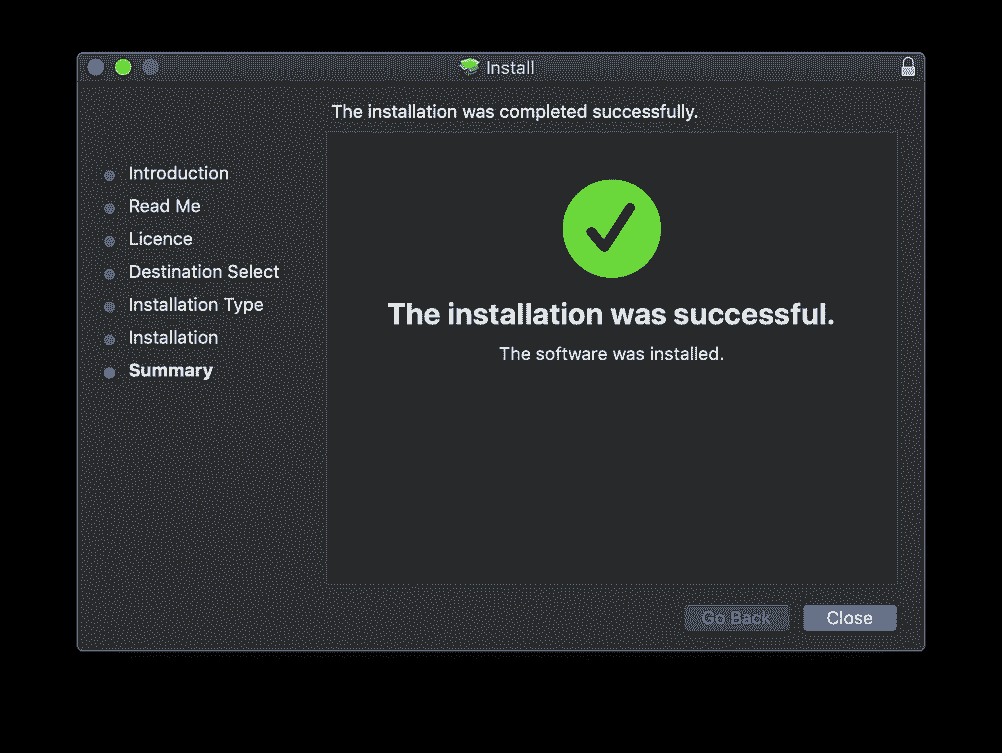 Install
The installation was completed successfully.
Introduction
Read Me
Licence
Destination Select
Installation Type
Installation
Summary
The installation was successful.
The software was installed.
Go Back
Close